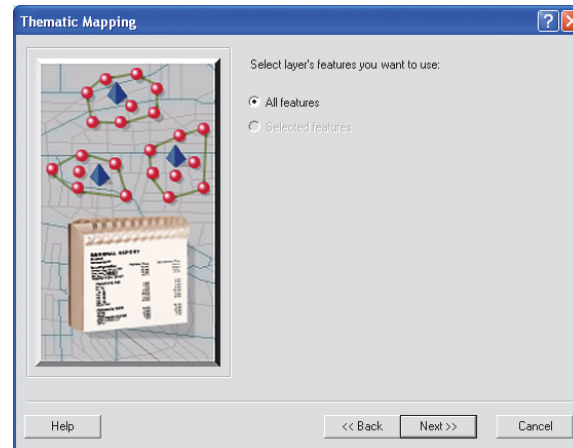 Thematic Mapping
Select layer's features you want to use:
All features
Selected features
Help
<< Back
Next >>
Cancel